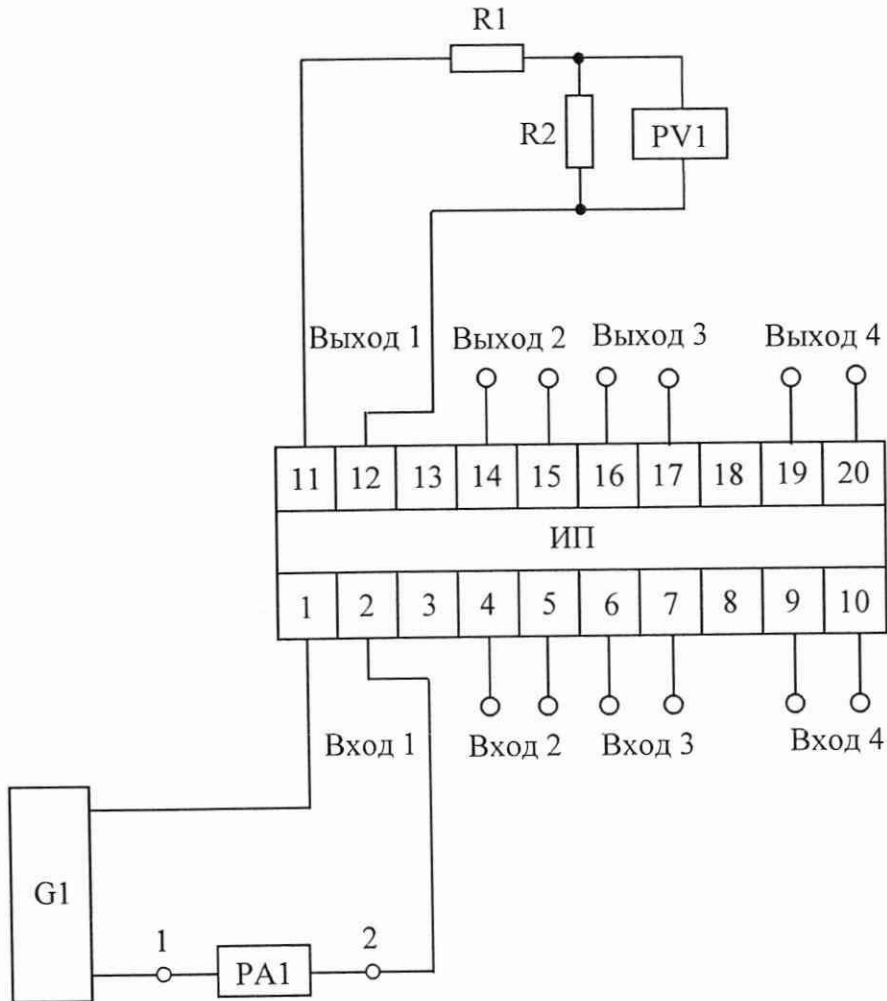 R1
R2
PV1
Выход 1
Выход 2
Выход 3
Выход 4
11 12 13 14 15 16 17 18 19 20
ИП
1 2 3 4 5 6 7 8 9 10
Вход 1
Вход 2
Вход 3
Вход 4
G1
1
PA1
2